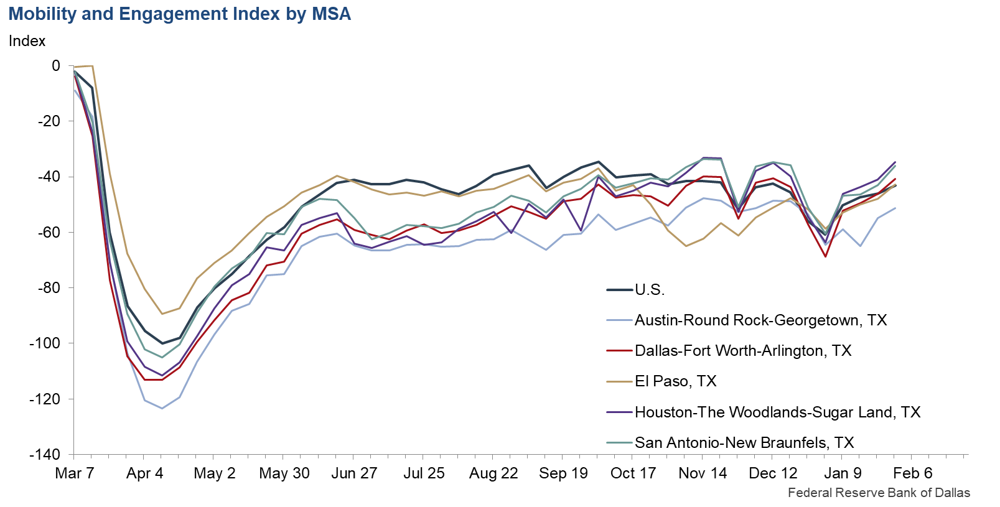 Mobility and Engagement Index by MSA
Index
0
-20
-40
-60
-80
-100
-120
-140
Mar 7 Apr 4 May 2 May 30 Jun 27 Jul 25 Aug 22 Sep 19 Oct 17 Nov 14 Dec 12 Jan 9 Feb 6
U.S.
Austin-Round Rock-Georgetown, TX
Dallas-Fort Worth-Arlington, TX
El Paso, TX
Houston-The Woodlands-Sugar Land, TX
San Antonio-New Braunfels, TX
Federal Reserve Bank of Dallas